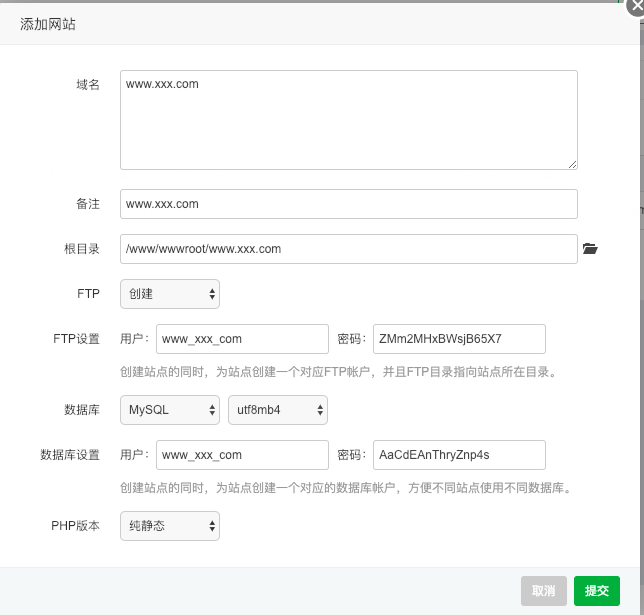 添加网站
域名 www.xxx.com
备注 www.xxx.com
根目录 /www/wwwroot/www.xxx.com
FTP 创建
FTP设置 用户： www_xxx_com 密码： ZMm2MHxBWsjB65X7
创建站点的同时，为站点创建一个对应FTP帐户，并且FTP目录指向站点所在目录。
数据库 MySQL utf8mb4
数据库设置 用户： www_xxx_com 密码： AaCdEAnThryZnp4s
创建站点的同时，为站点创建一个对应的数据库帐户，方便不同站点使用不同数据库。
PHP版本 纯静态
取消 提交